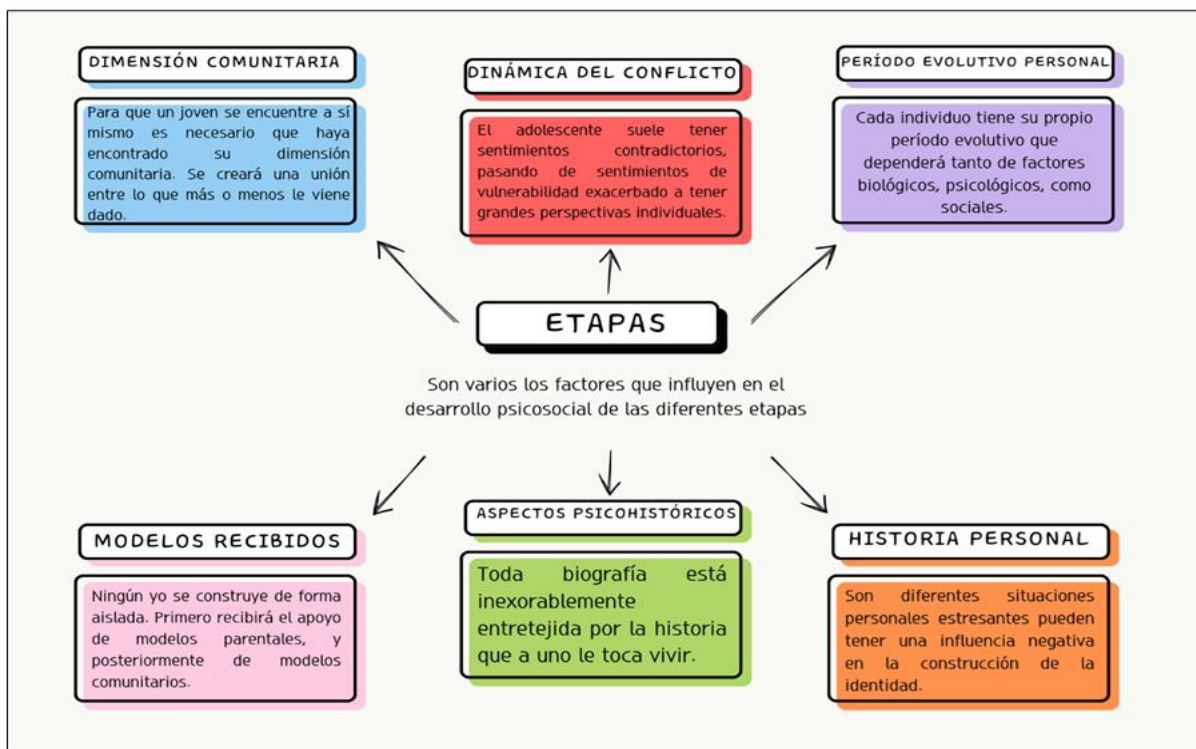 DIMENSIÓN COMUNITARIA
Para que un joven se encuentre a sí
mismo es necesario que haya
encontrado su dimensión
comunitaria. Se creará una unión
entre lo que más o menos le viene
dado.
DINÁMICA DEL CONFLICTO
El adolescente suele tener
sentimientos contradictorios,
pasando de sentimientos de
vulnerabilidad exacerbado a tener
grandes perspectivas individuales.
PERÍODO EVOLUTIVO PERSONAL
Cada individuo tiene su propio
período evolutivo que
dependerá tanto de factores
biológicos, psicológicos, como
sociales.
ETAPAS
Son varios los factores que influyen en el
desarrollo psicosocial de las diferentes etapas
MODELOS RECIBIDOS
Ningún yo se construye de forma
aislada. Primero recibirá el apoyo
de modelos parentales, y
posteriormente de modelos
comunitarios.
ASPECTOS PSICOHISTÓRICOS
Toda biografía está
inexorablemente
entretejida por la historia
que a uno le toca vivir.
HISTORIA PERSONAL
Son diferentes situaciones
personales estresantes pueden
tener una influencia negativa
en la construcción de la
identidad.